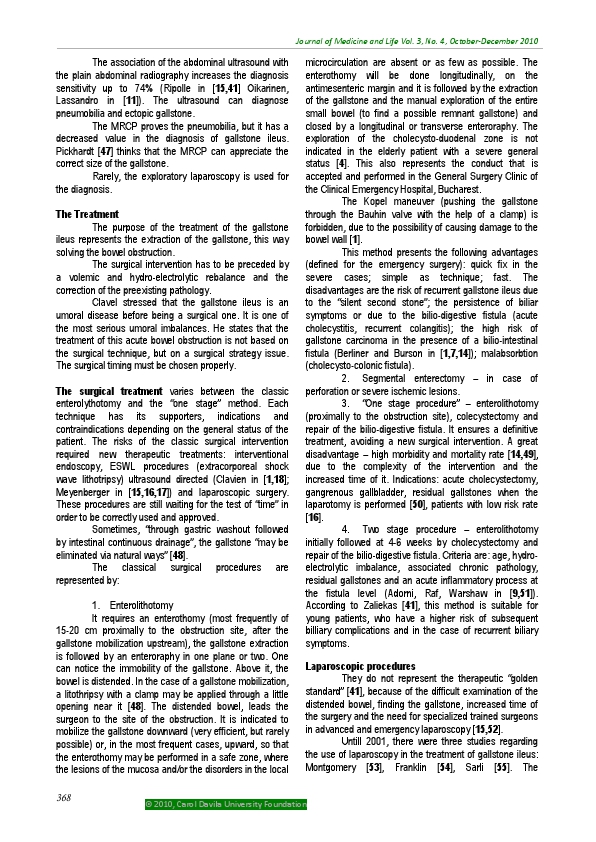 Journal of Medicine and Life Vol. 3, No. 4, October-December 2010
The association of the abdominal ultrasound with
the plain abdominal radiography increases the diagnosis
sensitivity up to 74% (Ripolle in [15,41] Oikarinen,
Lassandro in [11]). The ultrasound can diagnose
pneumobilia and ectopic gallstone.
The MRCP proves the pneumobilia, but it has a
decreased value in the diagnosis of gallstone ileus.
Pickhardt [47] thinks that the MRCP can appreciate the
correct size of the gallstone.
Rarely, the exploratory laparoscopy is used for
the diagnosis.
The Treatment
The purpose of the treatment of the gallstone
ileus represents the extraction of the gallstone, this way
solving the bowel obstruction.
The surgical intervention has to be preceded by
a volemic and hydro-electrolytic rebalance and the
correction of the preexisting pathology.
Clavel stressed that the gallstone ileus is an
umoral disease before being a surgical one. It is one of
the most serious umoral imbalances. He states that the
treatment of this acute bowel obstruction is not based on
the surgical technique, but on a surgical strategy issue.
The surgical timing must be chosen properly.
The surgical treatment varies between the classic
enterolythotomy and the “one stage” method. Each
technique has its supporters, indications and
contraindications depending on the general status of the
patient. The risks of the classic surgical intervention
required new therapeutic treatments: interventional
endoscopy, ESWL procedures (extracorporeal shock
wave lithotripsy) ultrasound directed (Clavien in [1,18];
Meyenberger in [15,16,17]) and laparoscopic surgery.
These procedures are still waiting for the test of “time” in
order to be correctly used and approved.
Sometimes, “through gastric washout followed
by intestinal continuous drainage”, the gallstone “may be
eliminated via natural ways” [48].
The classical surgical procedures are
represented by:
1. Enterolithotomy
It requires an enterothomy (most frequently of
15-20 cm proximally to the obstruction site, after the
gallstone mobilization upstream), the gallstone extraction
is followed by an enteroraphy in one plane or two. One
can notice the immobility of the gallstone. Above it, the
bowel is distended. In the case of a gallstone mobilization,
a litothripsy with a clamp may be applied through a little
opening near it [48]. The distended bowel, leads the
surgeon to the site of the obstruction. It is indicated to
mobilize the gallstone downward (very efficient, but rarely
possible) or, in the most frequent cases, upward, so that
the enterothomy may be performed in a safe zone, where
the lesions of the mucosa and/or the disorders in the local
microcirculation are absent or as few as possible. The
enterothomy will be done longitudinally, on the
antimesenteric margin and it is followed by the extraction
of the gallstone and the manual exploration of the entire
small bowel (to find a possible remnant gallstone) and
closed by a longitudinal or transverse enteroraphy. The
exploration of the cholecysto-duodenal zone is not
indicated in the elderly patient with a severe general
status [4]. This also represents the conduct that is
accepted and performed in the General Surgery Clinic of
the Clinical Emergency Hospital, Bucharest.
The Kopel maneuver (pushing the gallstone
through the Bauhin valve with the help of a clamp) is
forbidden, due to the possibility of causing damage to the
bowel wall [1].
This method presents the following advantages
(defined for the emergency surgery): quick fix in the
severe cases; simple as technique; fast. The
disadvantages are the risk of recurrent gallstone ileus due
to the “silent second stone”; the persistence of biliar
symptoms or due to the bilio-digestive fistula (acute
cholecystitis, recurrent colangitis); the high risk of
gallstone carcinoma in the presence of a bilio-intestinal
fistula (Berliner and Burson in [1,7,14]); malabsorbtion
(cholecysto-colonic fistula).
2. Segmental enterectomy – in case of
perforation or severe ischemic lesions.
3. “One stage procedure” – enterolithotomy
(proximally to the obstruction site), colecystectomy and
repair of the bilio-digestive fistula. It ensures a definitive
treatment, avoiding a new surgical intervention. A great
disadvantage – high morbidity and mortality rate [14,49],
due to the complexity of the intervention and the
increased time of it. Indications: acute cholecystectomy,
gangrenous gallbladder, residual gallstones when the
laparotomy is performed [50], patients with low risk rate
[16].
4. Two stage procedure – enterolithotomy
initially followed at 4-6 weeks by cholecystectomy and
repair of the bilio-digestive fistula. Criteria are: age, hydro-
electrolytic imbalance, associated chronic pathology,
residual gallstones and an acute inflammatory process at
the fistula level (Adomi, Raf, Warshaw in [9,51]).
According to Zaliekas [41], this method is suitable for
young patients, who have a higher risk of subsequent
billiary complications and in the case of recurrent biliary
symptoms.
Laparoscopic procedures
They do not represent the therapeutic “golden
standard” [41], because of the difficult examination of the
distended bowel, finding the gallstone, increased time of
the surgery and the need for specialized trained surgeons
in advanced and emergency laparoscopy [15,52].
Untill 2001, there were three studies regarding
the use of laparoscopy in the treatment of gallstone ileus:
Montgomery [53], Franklin [54], Sarli [55]. The
368
© 2010, Carol Davila University Foundation